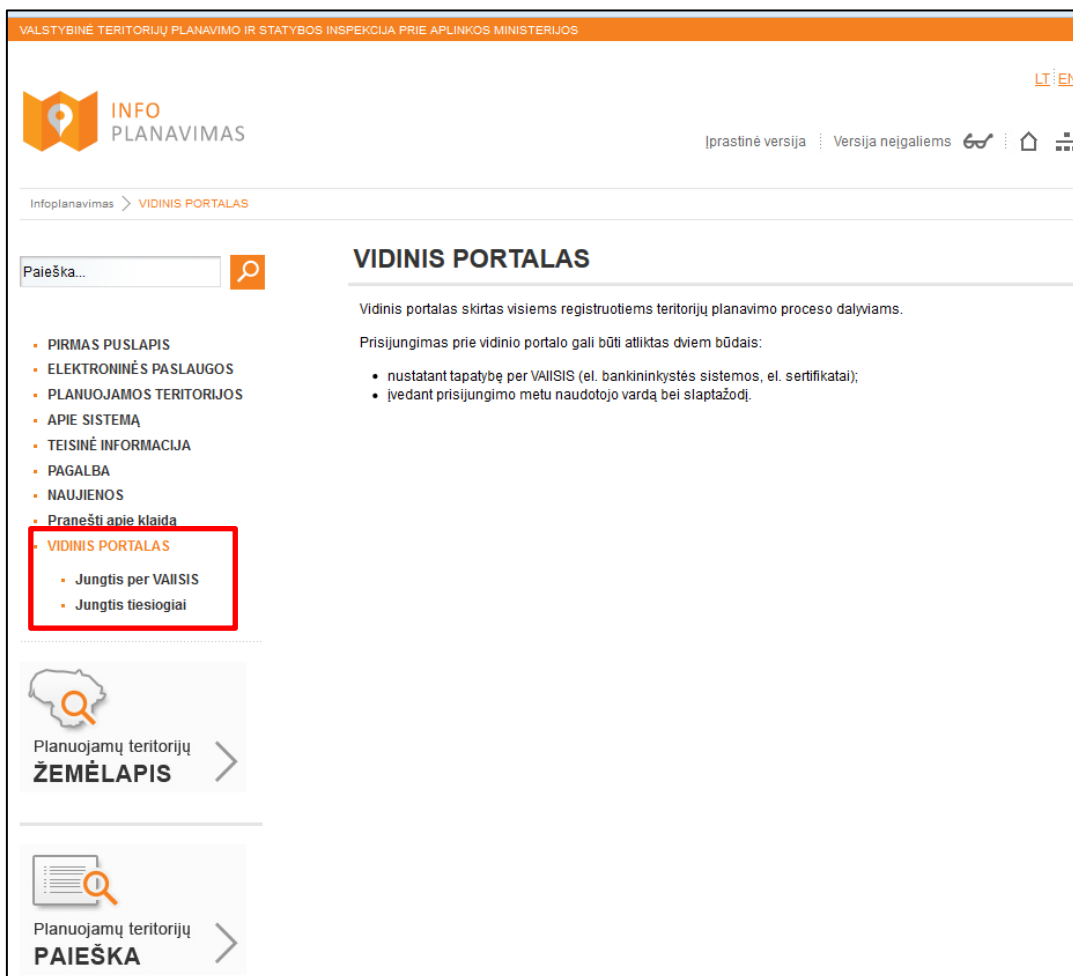 VALSTYBINĖ TERITORIJŲ PLANAVIMO IR STATYBOS INSPEKCIJA PRIE APLINKOS MINISTERIJOS
LT EN
INFO
PLANAVIMAS
Įprastinė versija Versija neįgaliems
Infoplanavimas VIDINIS PORTALAS
Paieška...
VIDINIS PORTALAS
Vidinis portalas skirtas visiems registruotiems teritorijų planavimo proceso dalyviams.
Prisijungimas prie vidinio portalo gali būti atliktas dviem būdais:
nustatant tapatybę per VAIISIS (el. bankininkystės sistemos, el. sertifikatai);
įvedant prisijungimo metu naudotojo vardą bei slaptažodį.
PIRMAS PUSLAPIS
ELEKTRONINĖS PASLAUGOS
PLANUOJAMOS TERITORIJOS
APIE SISTEMĄ
TEISINĖ INFORMACIJA
PAGALBA
NAUJIENOS
Pranešti apie klaidą
VIDINIS PORTALAS
Jungtis per VAIISIS
Jungtis tiesiogiai
Planuojamų teritorijų
ŽEMĖLAPIS
Planuojamų teritorijų
PAIEŠKA